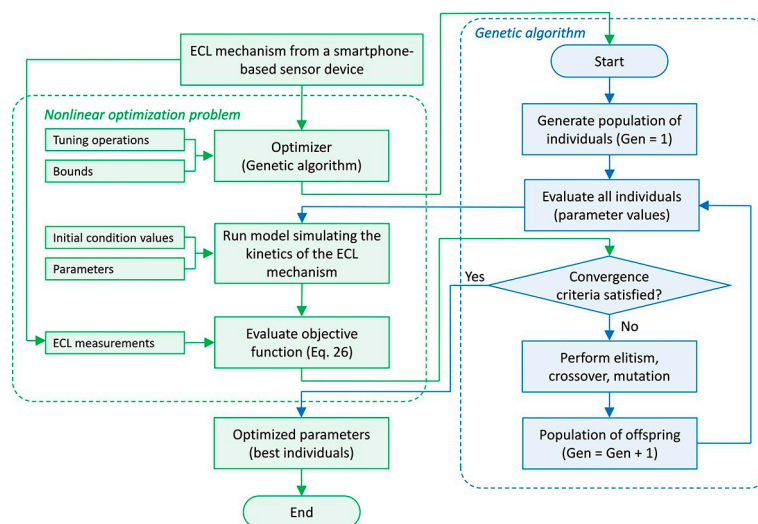 ECL mechanism from a smartphone-
based sensor device
Nonlinear optimization problem
Tuning operations
Bounds
Optimizer
(Genetic algorithm)
Initial condition values
Parameters
Run model simulating the
kinetics of the ECL
mechanism
ECL measurements
Evaluate objective
function (Eq. 26)
Optimized parameters
(best individuals)
End
Genetic algorithm
Start
Generate population of
individuals (Gen = 1)
Evaluate all individuals
(parameter values)
Yes
Convergence
criteria satisfied?
No
Perform elitism,
crossover, mutation
Population of offspring
(Gen = Gen + 1)